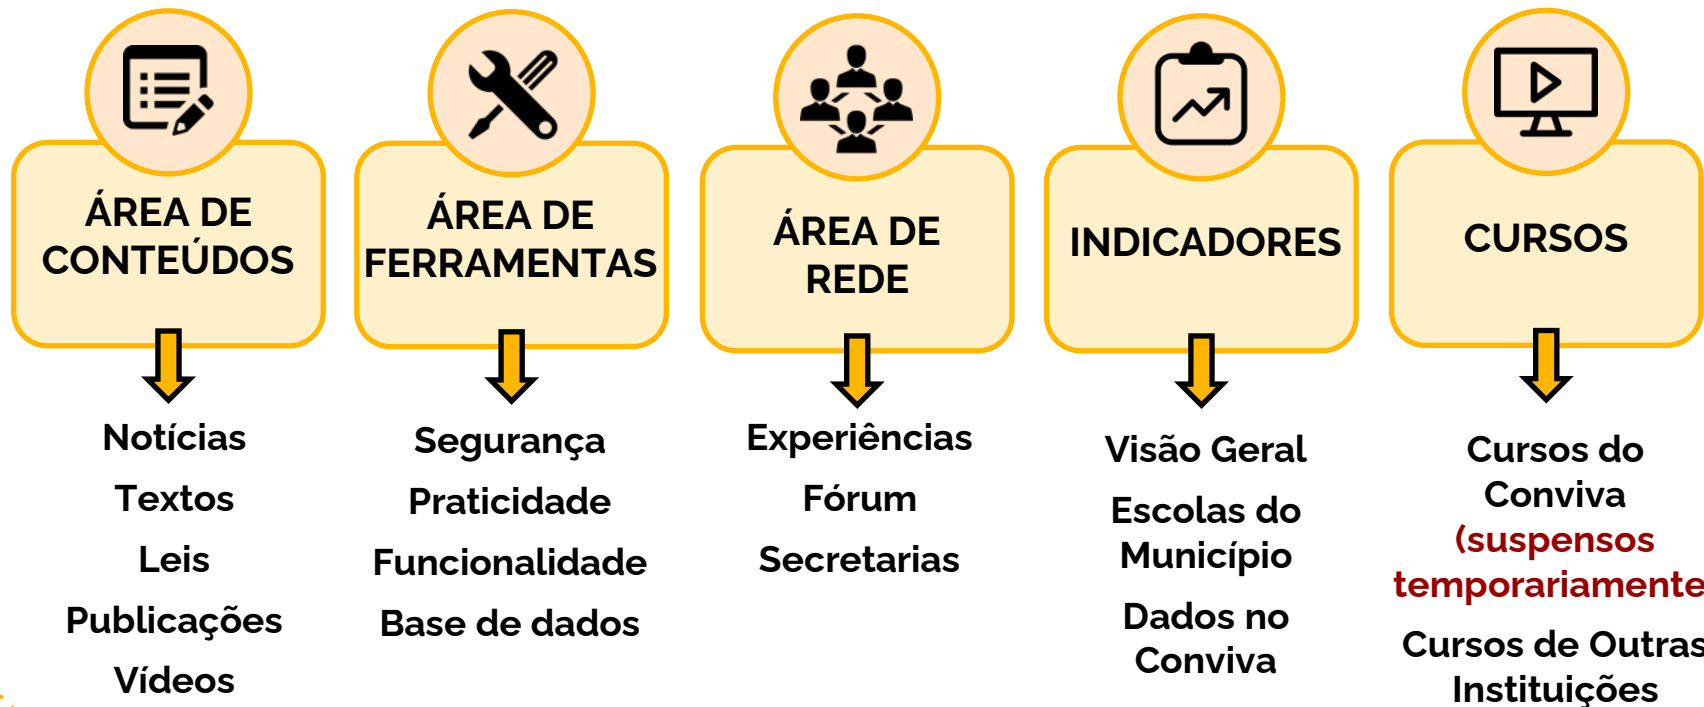 ÁREA DE
CONTEÚDOS
Notícias
Textos
Leis
Publicações
Vídeos
ÁREA DE
FERRAMENTAS
Segurança
Praticidade
Funcionalidade
Base de dados
ÁREA DE
REDE
Experiências
Fórum
Secretarias
INDICADORES
Visão Geral
Escolas do
Município
Dados no
Conviva
CURSOS
Cursos do
Conviva
(suspensos
temporariamente
Cursos de Outras
Instituições